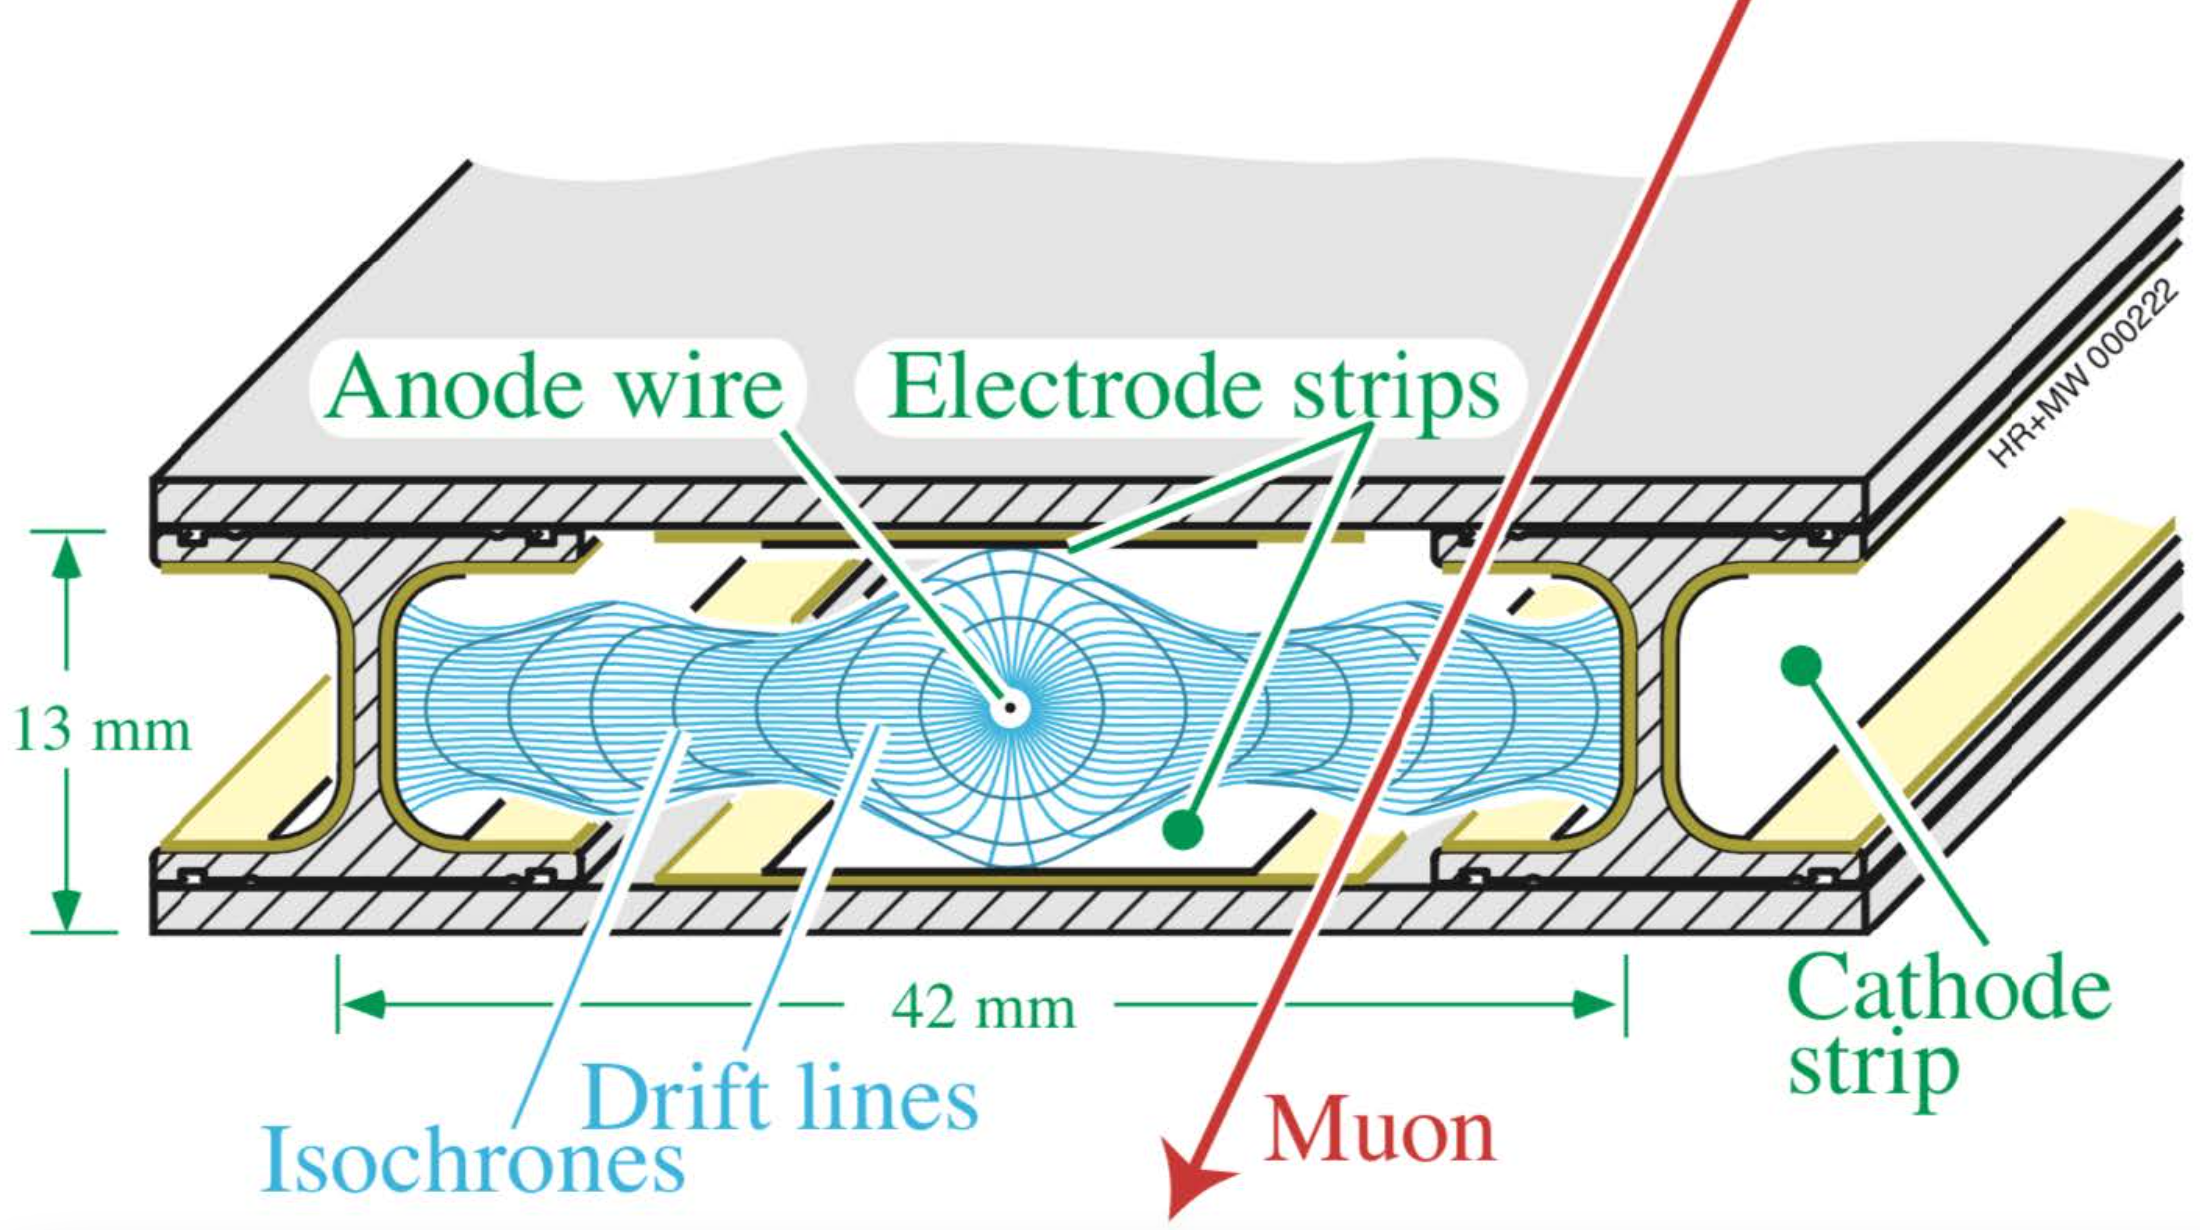 Anode wire
Electrode strips
HR+MW 000222
13 mm
42 mm
Cathode
strip
Drift lines
Isochrones
Muon